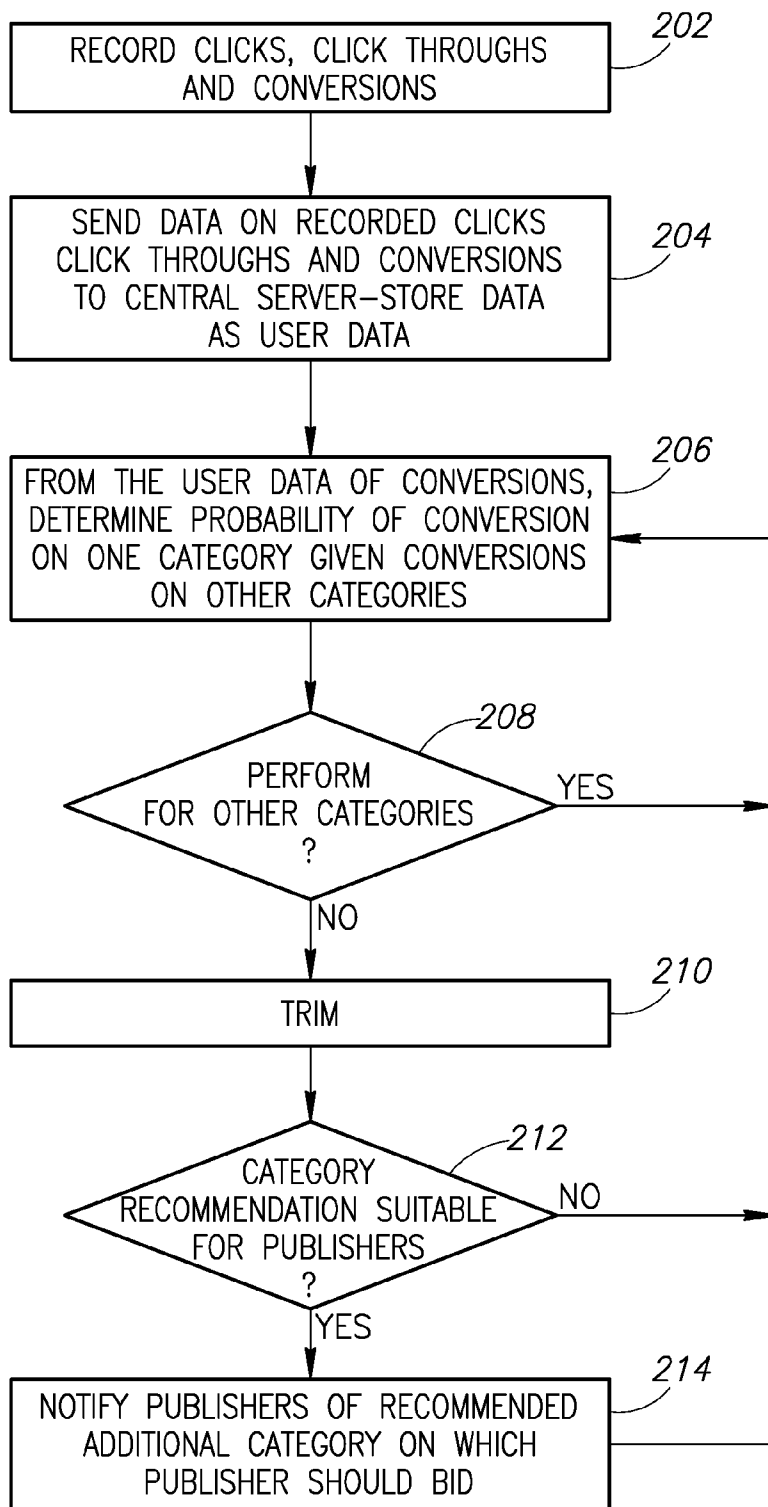 202
RECORD CLICKS, CLICK THROUGHS
AND CONVERSIONS
204
SEND DATA ON RECORDED CLICKS
CLICK THROUGHS AND CONVERSIONS
TO CENTRAL SERVER-STORE DATA
AS USER DATA
206
FROM THE USER DATA OF CONVERSIONS,
DETERMINE PROBABILITY OF CONVERSION
ON ONE CATEGORY GIVEN CONVERSIONS
ON OTHER CATEGORIES
208
PERFORM
FOR OTHER CATEGORIES
?
YES
NO
210
TRIM
212
CATEGORY
RECOMMENDATION SUITABLE
FOR PUBLISHERS
?
NO
YES
214
NOTIFY PUBLISHERS OF RECOMMENDED
ADDITIONAL CATEGORY ON WHICH
PUBLISHER SHOULD BID